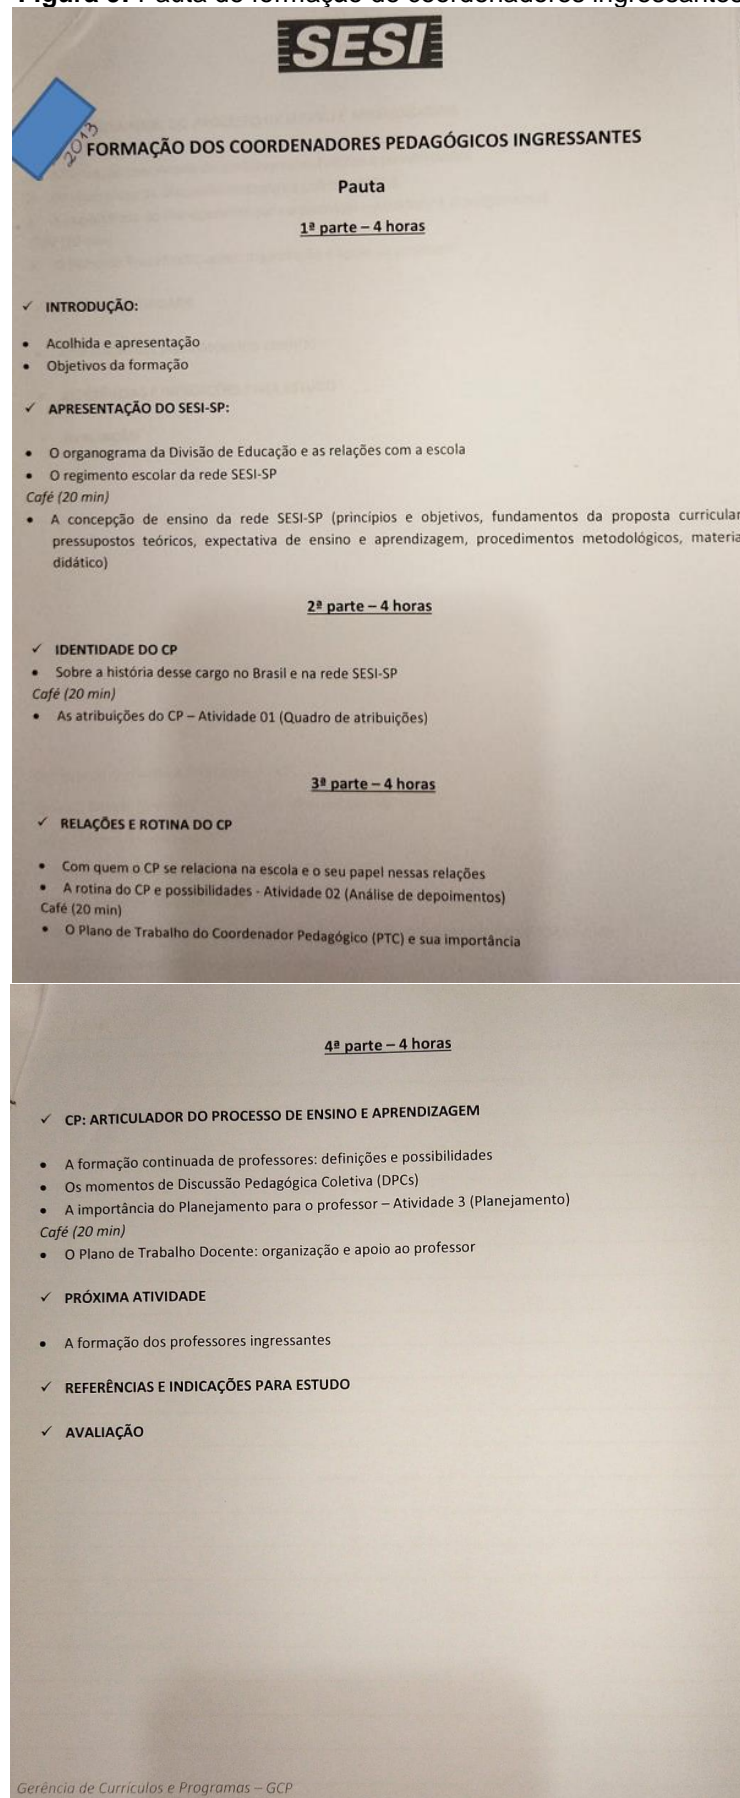 Figura 6: Pauta de formação de coordenadores ingressantes
SESI
2013
FORMAÇÃO DOS COORDENADORES PEDAGÓGICOS INGRESSANTES
Pauta
1ª parte – 4 horas
✓ INTRODUÇÃO:
• Acolhida e apresentação
• Objetivos da formação
✓ APRESENTAÇÃO DO SESI-SP:
• O organograma da Divisão de Educação e as relações com a escola
• O regimento escolar da rede SESI-SP
Café (20 min)
• A concepção de ensino da rede SESI-SP (princípios e objetivos, fundamentos da proposta curricular
pressupostos teóricos, expectativa de ensino e aprendizagem, procedimentos metodológicos, materia
didático)
2ª parte – 4 horas
✓ IDENTIDADE DO CP
• Sobre a história desse cargo no Brasil e na rede SESI-SP
Café (20 min)
• As atribuições do CP – Atividade 01 (Quadro de atribuições)
3ª parte – 4 horas
✓ RELAÇÕES E ROTINA DO CP
• Com quem o CP se relaciona na escola e o seu papel nessas relações
• A rotina do CP e possibilidades - Atividade 02 (Análise de depoimentos)
Café (20 min)
• O Plano de Trabalho do Coordenador Pedagógico (PTC) e sua importância
4ª parte – 4 horas
✓ CP: ARTICULADOR DO PROCESSO DE ENSINO E APRENDIZAGEM
• A formação continuada de professores: definições e possibilidades
• Os momentos de Discussão Pedagógica Coletiva (DPCs)
• A importância do Planejamento para o professor – Atividade 3 (Planejamento)
Café (20 min)
• O Plano de Trabalho Docente: organização e apoio ao professor
✓ PRÓXIMA ATIVIDADE
• A formação dos professores ingressantes
✓ REFERÊNCIAS E INDICAÇÕES PARA ESTUDO
✓ AVALIAÇÃO
Gerência de Currículos e Programas – GCP